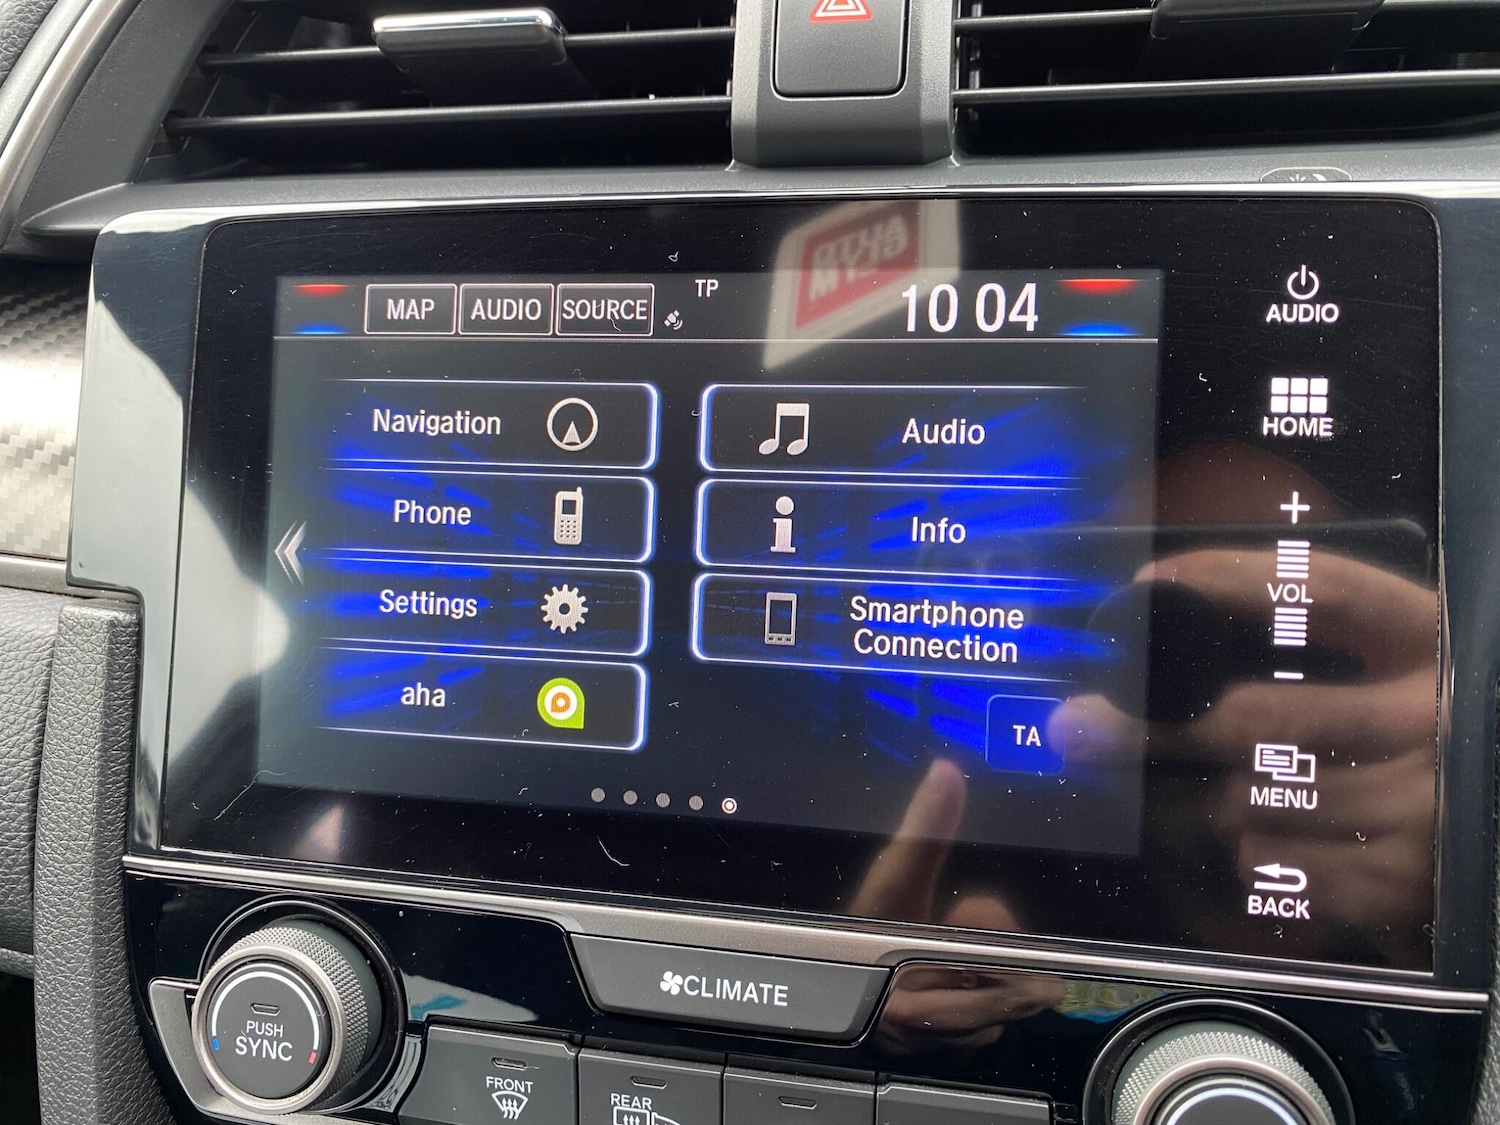 MAP AUDIO SOURCE TP 10 04
Navigation
Audio
Phone
Info
Settings
Smartphone
Connection
aha
TA
AUDIO
HOME
+
VOL
−
MENU
BACK
CLIMATE
PUSH
SYNC
FRONT
REAR